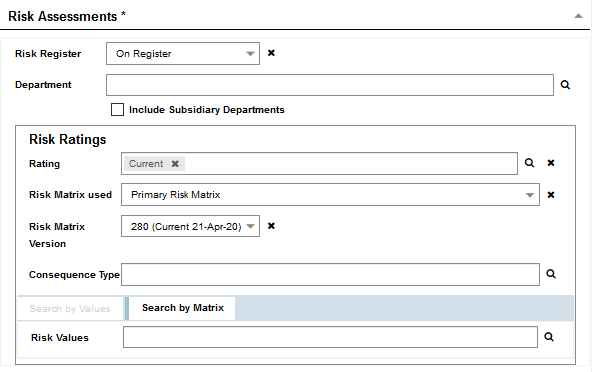 Risk Assessments *
Risk Register On Register ✖
Department
Include Subsidiary Departments
Risk Ratings
Rating Current ✖ ✖
Risk Matrix used Primary Risk Matrix ✖
Risk Matrix
Version 280 (Current 21-Apr-20) ✖
Consequence Type
Search by Values Search by Matrix
Risk Values